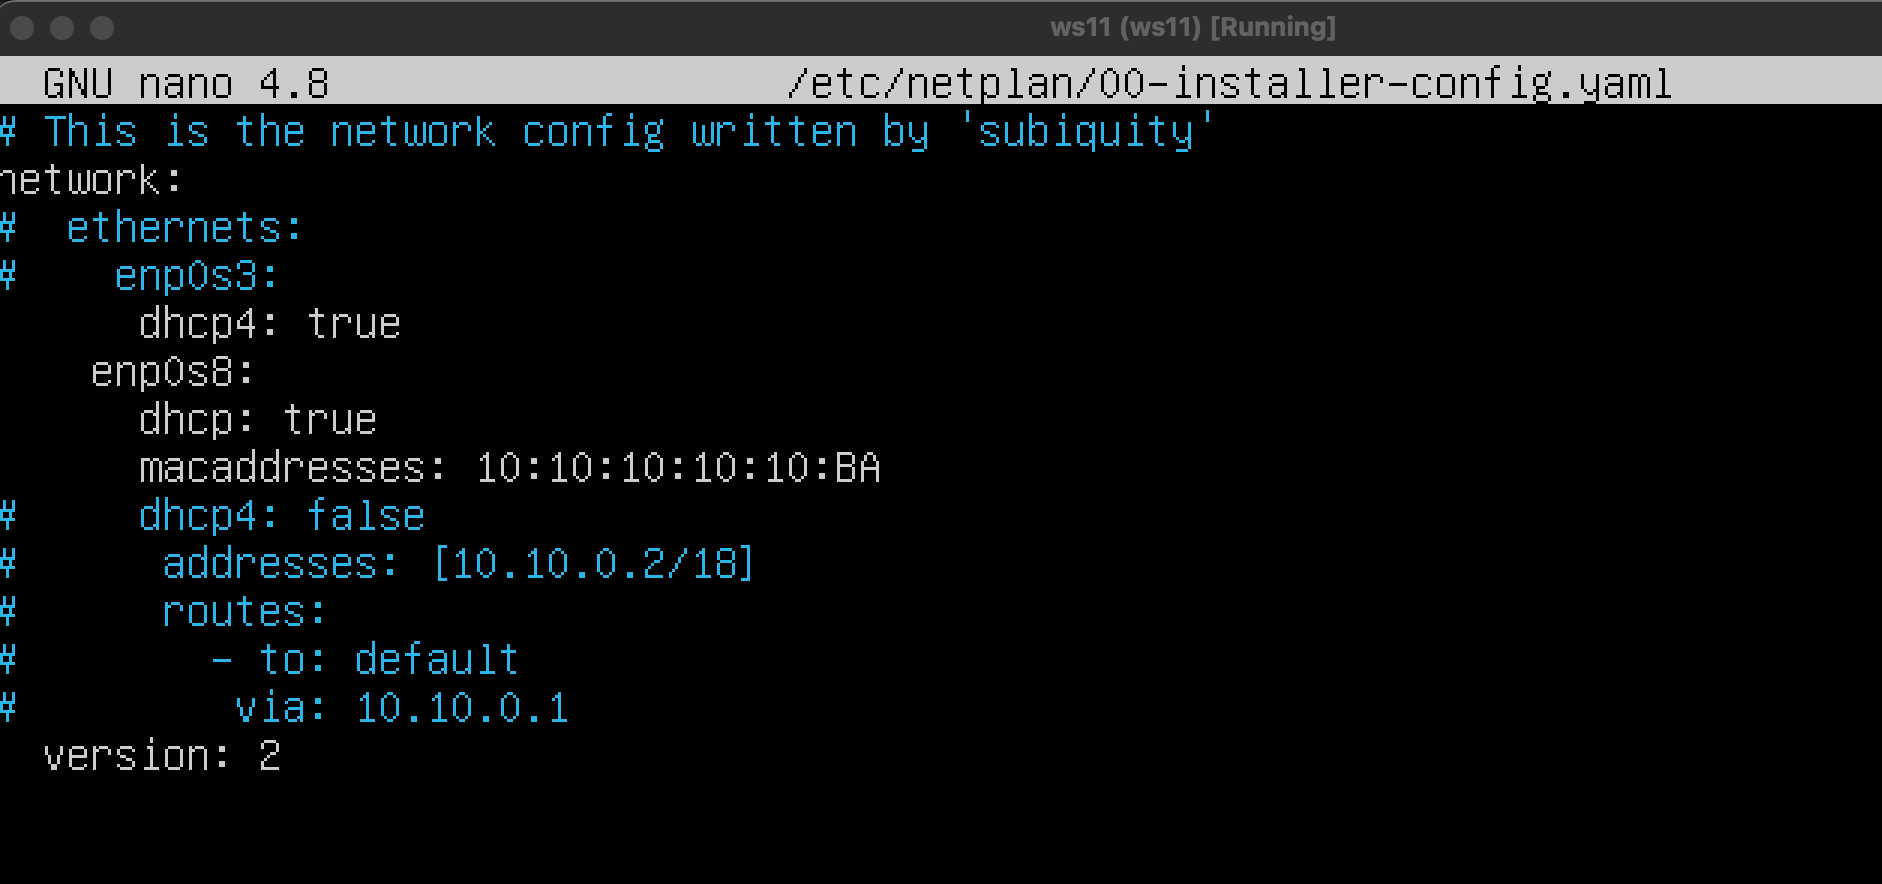 ws11 (ws11) [Running]
GNU nano 4.8 /etc/netplan/00-installer-config.yaml
# This is the network config written by 'subiquity'
network:
#  ethernets:
#    enp0s3:
      dhcp4: true
    enp0s8:
      dhcp: true
      macaddresses: 10:10:10:10:10:BA
#     dhcp4: false
#      addresses: [10.10.0.2/18]
#      routes:
#        - to: default
#         via: 10.10.0.1
  version: 2